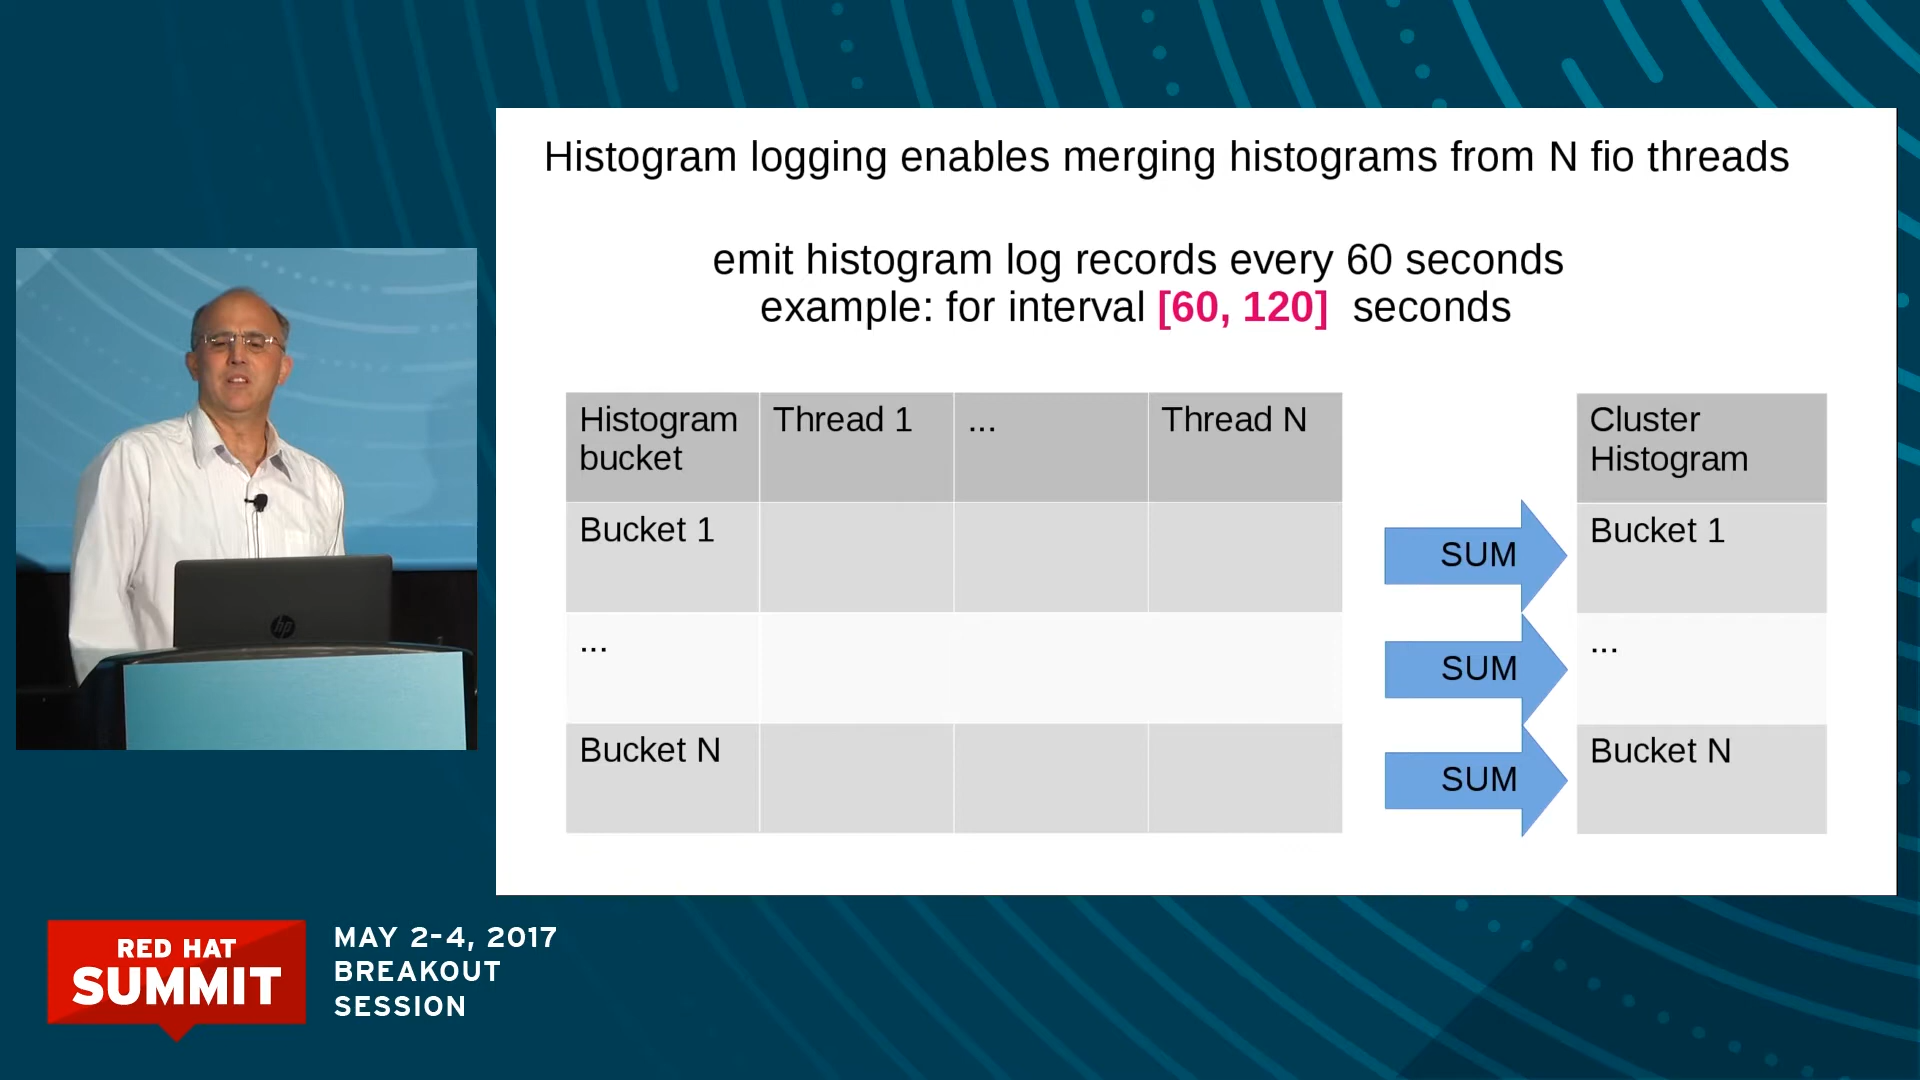 Histogram logging enables merging histograms from N fio threads
emit histogram log records every 60 seconds
example: for interval [60, 120] seconds
Histogram
bucket
Thread 1
...
Thread N
Cluster
Histogram
Bucket 1
SUM
Bucket 1
...
SUM
...
Bucket N
SUM
Bucket N
hp
RED HAT
SUMMIT
MAY 2-4, 2017
BREAKOUT
SESSION